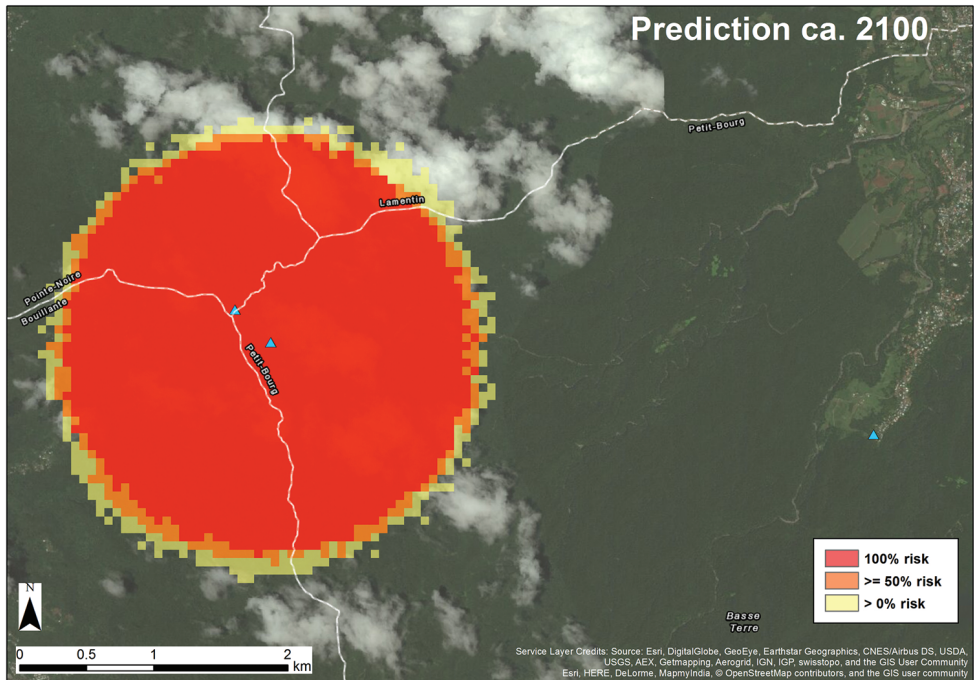 Prediction ca. 2100
Petit-Bourg
Lamentin
Pointe-Noire
Bouillante
Petit-Bourg
100% risk
>= 50% risk
> 0% risk
N
Basse
Terre
0 0.5 1 2
km
Service Layer Credits: Source: Esri, DigitalGlobe, GeoEye, Earthstar Geographics, CNES/Airbus DS, USDA,
USGS, AEX, Getmapping, Aerogrid, IGN, IGP, swisstopo, and the GIS User Community
Esri, HERE, DeLorme, MapmyIndia, © OpenStreetMap contributors, and the GIS user community